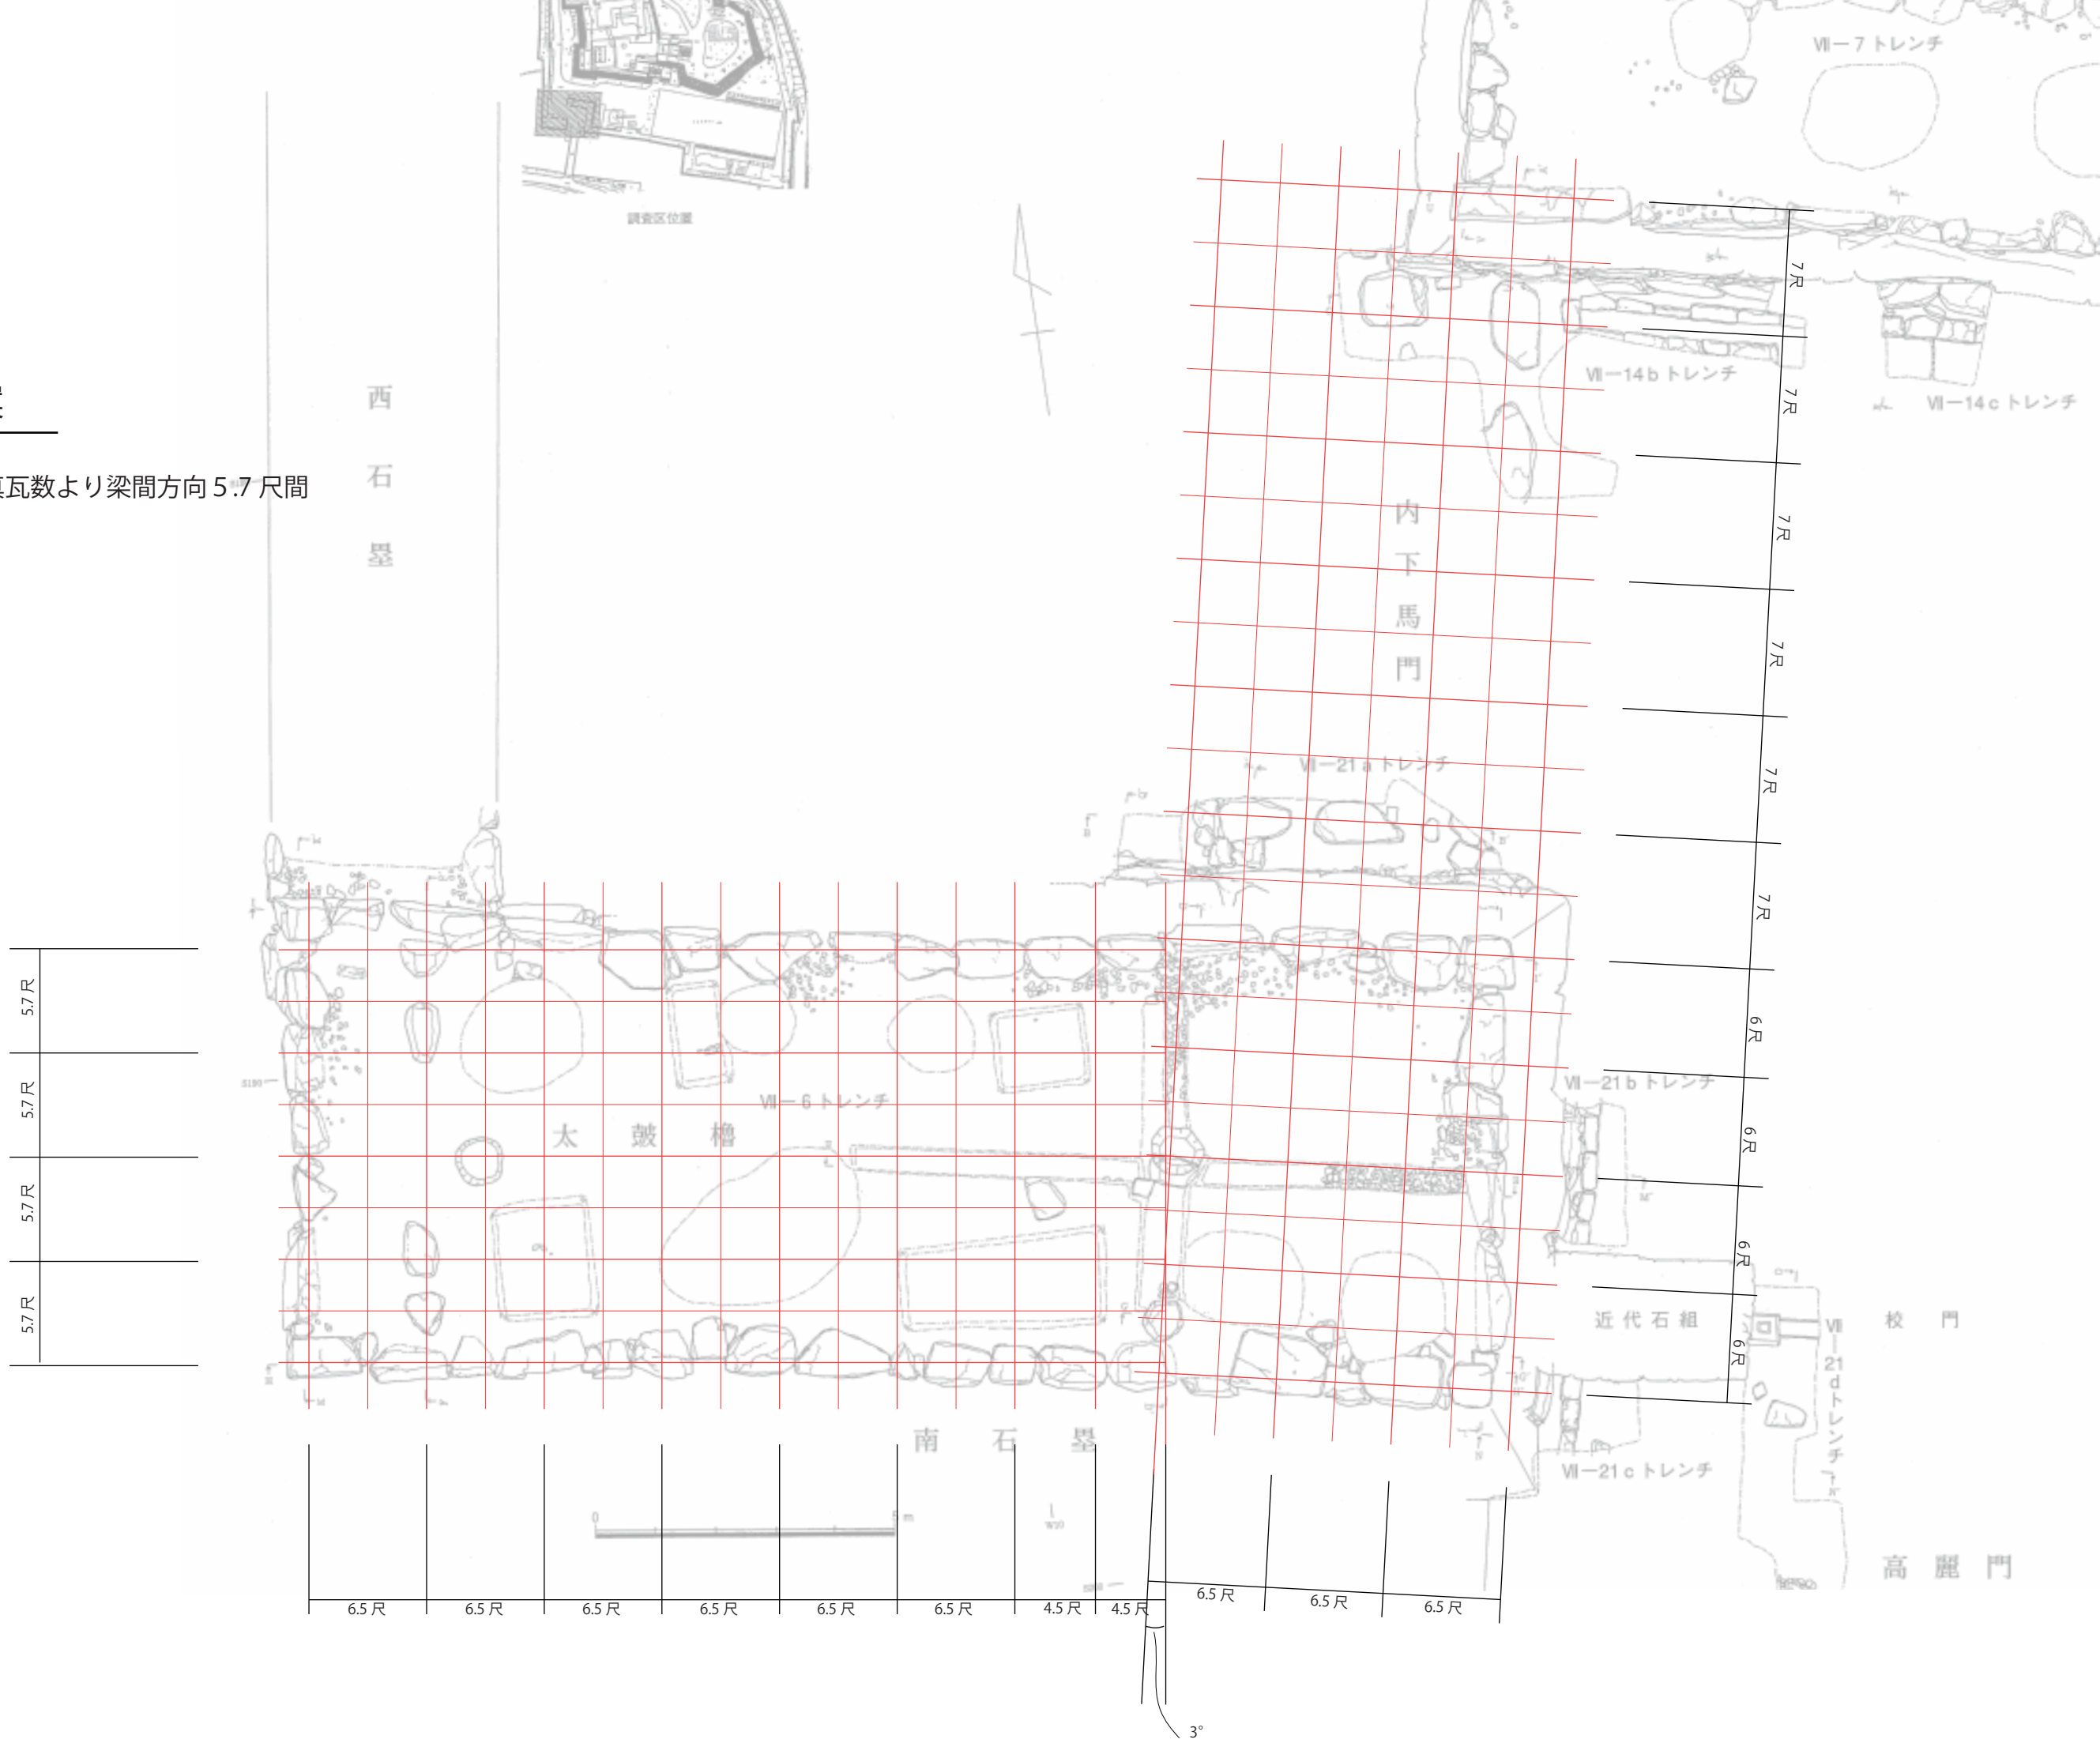 Ⅶ－7 トレンチ
調査区位置
7尺
Ⅶ－14 b トレンチ
Ⅶ－14 c トレンチ
7尺
西石塁
瓦数より梁間方向 5 .7 尺間
内下馬門
7尺
7尺
7尺
Ⅶ－21 a トレンチ
7尺
5.7 尺
6尺
5.7 尺
S190
Ⅶ－6 トレンチ
Ⅶ－21 b トレンチ
太鼓櫓
6尺
5.7 尺
6尺
5.7 尺
近代石組
校門
6尺
Ⅶ－21 d トレンチ
南石塁
Ⅶ－21 c トレンチ
0
5 m
高麗門
6.5 尺
6.5 尺
6.5 尺
6.5 尺
6.5 尺
6.5 尺
4.5 尺
4.5 尺
6.5 尺
6.5 尺
6.5 尺
3°